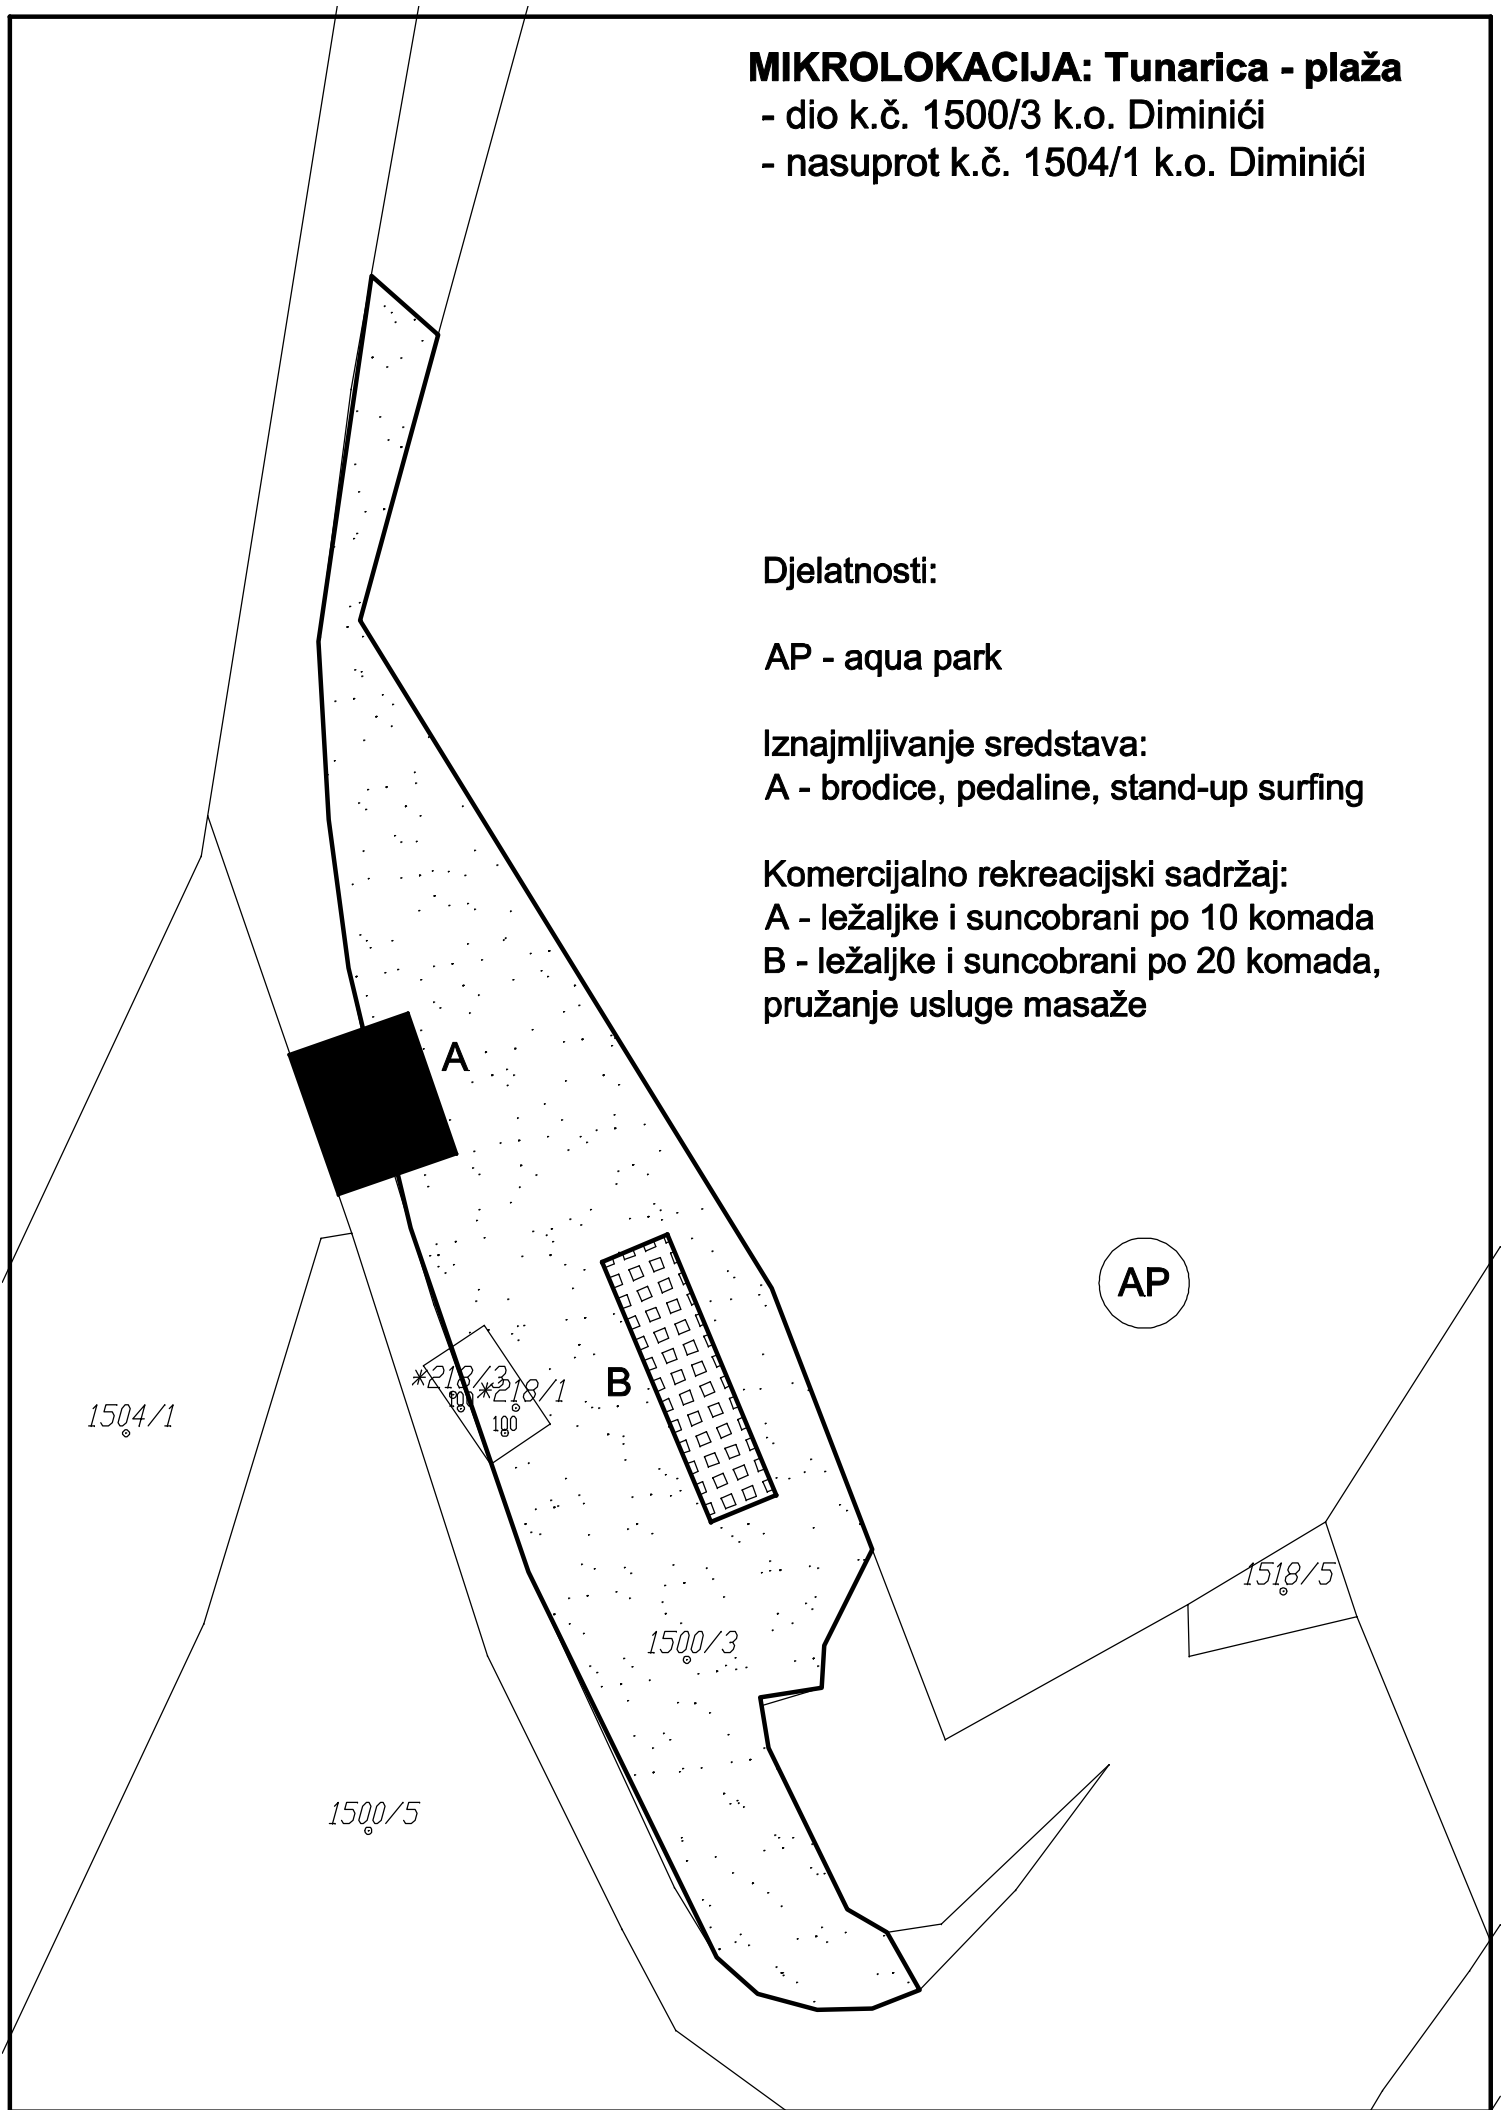 MIKROLOKACIJA: Tunarica - plaža
- dio k.č. 1500/3 k.o. Diminići
- nasuprot k.č. 1504/1 k.o. Diminići
Djelatnosti:
AP - aqua park
Iznajmljivanje sredstava:
A - brodice, pedaline, stand-up surfing
Komercijalno rekreacijski sadržaj:
A - ležaljke i suncobrani po 10 komada
B - ležaljke i suncobrani po 20 komada,
pružanje usluge masaže
A
AP
B
*218/3
100
*218/1
100
1504/1
1518/5
1500/3
1500/5